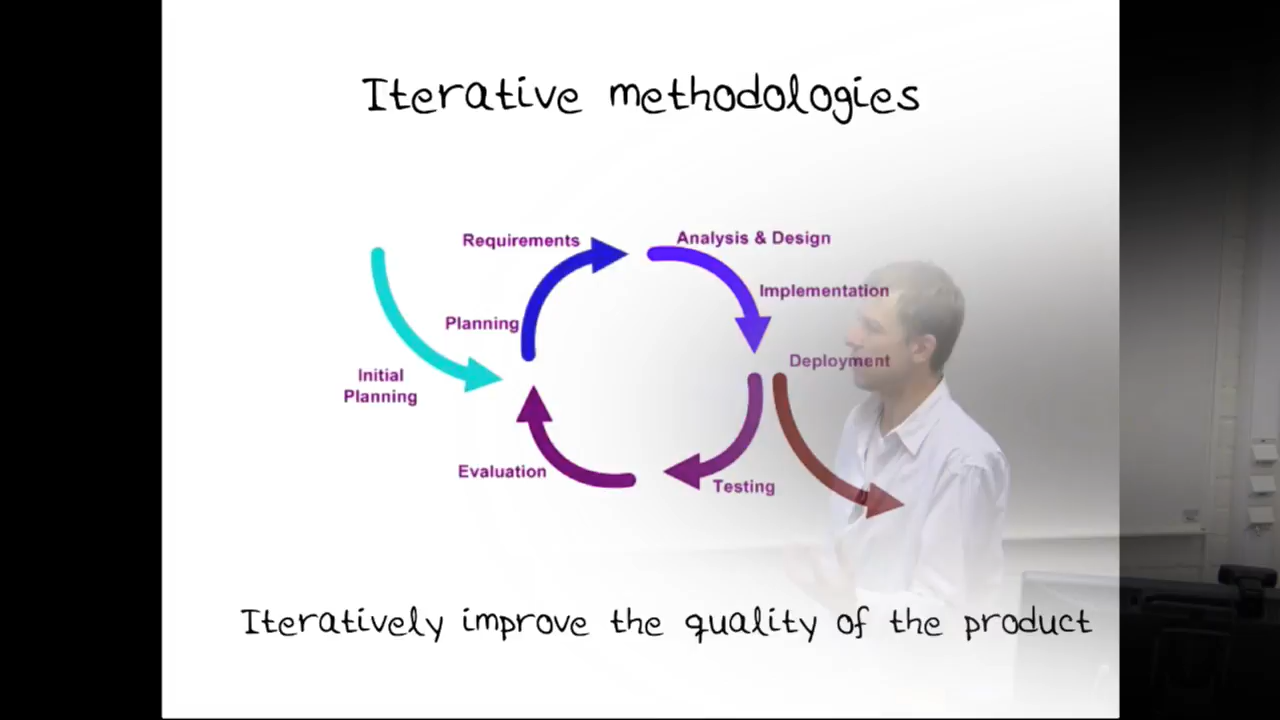 Iterative methodologies
Requirements
Analysis & Design
Implementation
Planning
Deployment
Initial
Planning
Evaluation
Testing
Iteratively improve the quality of the product